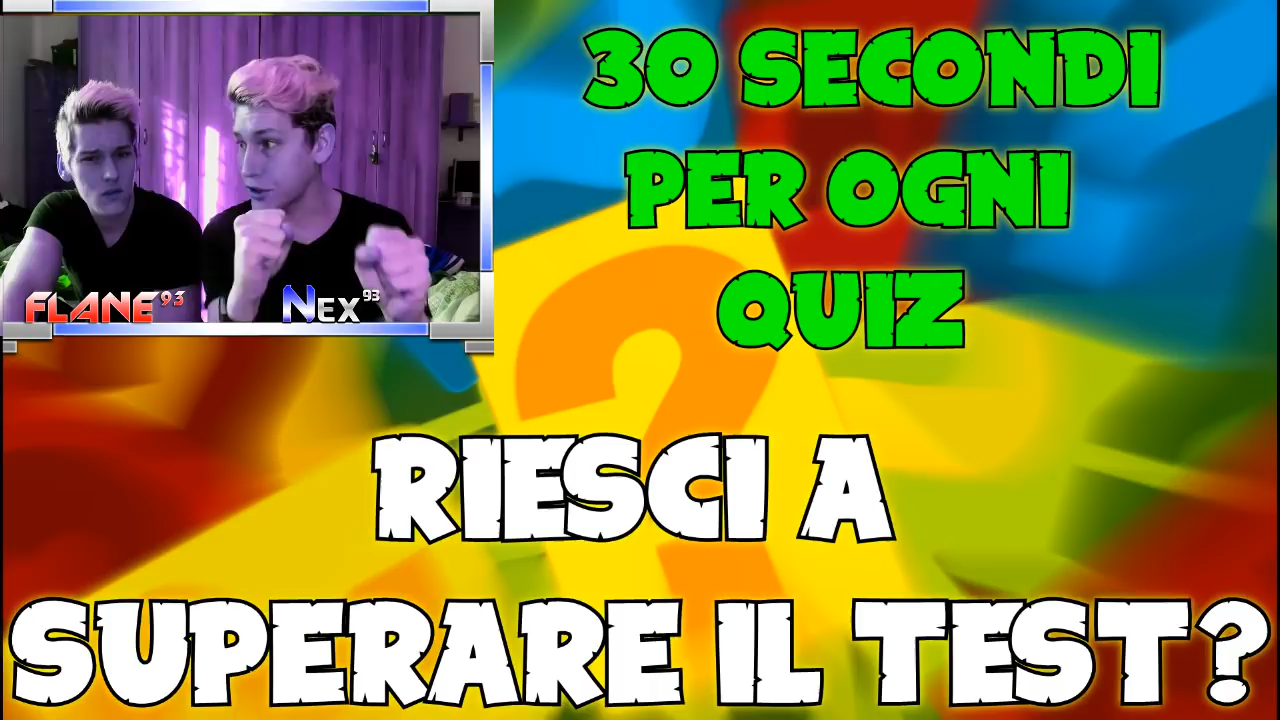 30 SECONDI
PER OGNI
QUIZ
FLANE93
NEX93
RIESCI A
SUPERARE IL TEST?